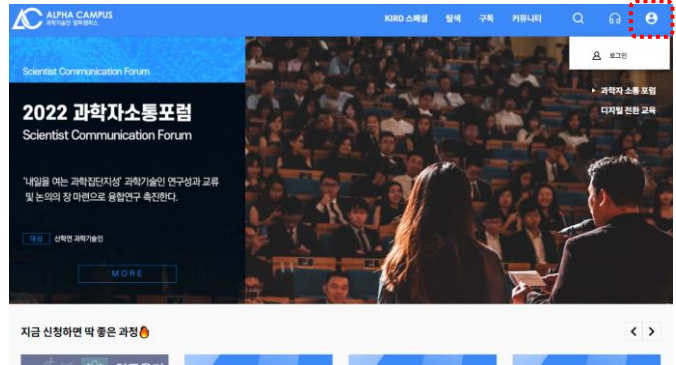 ALPHA CAMPUS
과학기술인 알파캠퍼스
KIRD 스페셜 탐색 구독 커뮤니티
로그인
Scientist Communication Forum
과학자 소통 포럼
디지털 전환 교육
2022 과학자소통포럼
Scientist Communication Forum
'내일을 여는 과학집단지성' 과학기술인 연구성과 교류
및 논의의 장 마련으로 융합연구 촉진한다.
대상 산학연 과학기술인
MORE
지금 신청하면 딱 좋은 과정🔥